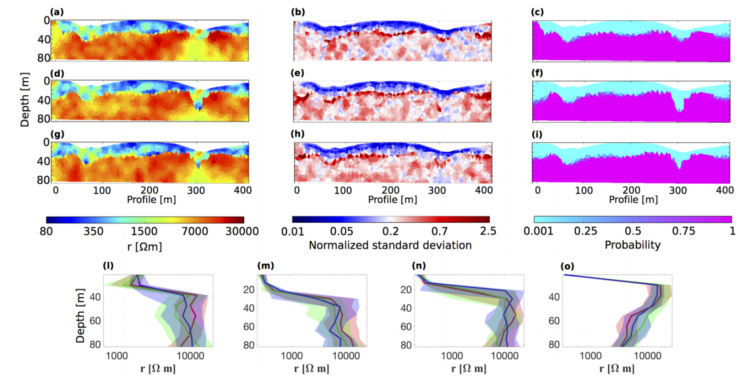 (a) (b) (c)
0
40
80
(d) (e) (f)
0
40
80
Depth [m]
(g) (h) (i)
0
40
80
0 100 200 300 400 0 100 200 300 400 0 100 200 300 400
Profile [m] Profile [m] Profile [m]
80 350 1500 7000 30000 0.01 0.05 0.2 0.7 2.5 0.001 0.25 0.5 0.75 1
r [Ωm] Normalized standard deviation Probability
(l) (m) (n) (o)
Depth [m]
40 40 40 40
60 60 60 60
80 80 80 80
1000 10000 1000 10000 1000 10000 1000 10000
r [Ω m] r [Ω m] r [Ω m] r [Ω m]